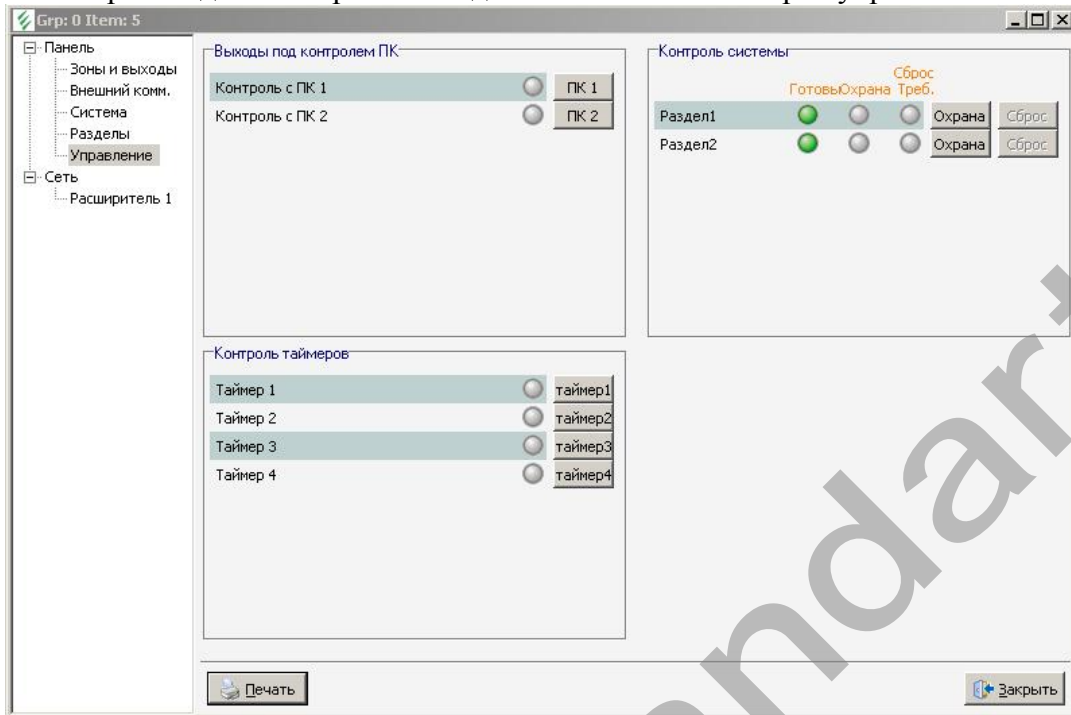 Grp: 0 Item: 5
Панель
Зоны и выходы
Внешний комм.
Система
Разделы
Управление
Сеть
Расширитель 1
Выходы под контролем ПК
Контроль с ПК 1 ПК 1
Контроль с ПК 2 ПК 2
Контроль системы
Готовы Охрана Сброс Треб.
Раздел1 Охрана Сброс
Раздел2 Охрана Сброс
Контроль таймеров
Таймер 1 таймер1
Таймер 2 таймер2
Таймер 3 таймер3
Таймер 4 таймер4
Печать
Закрыть